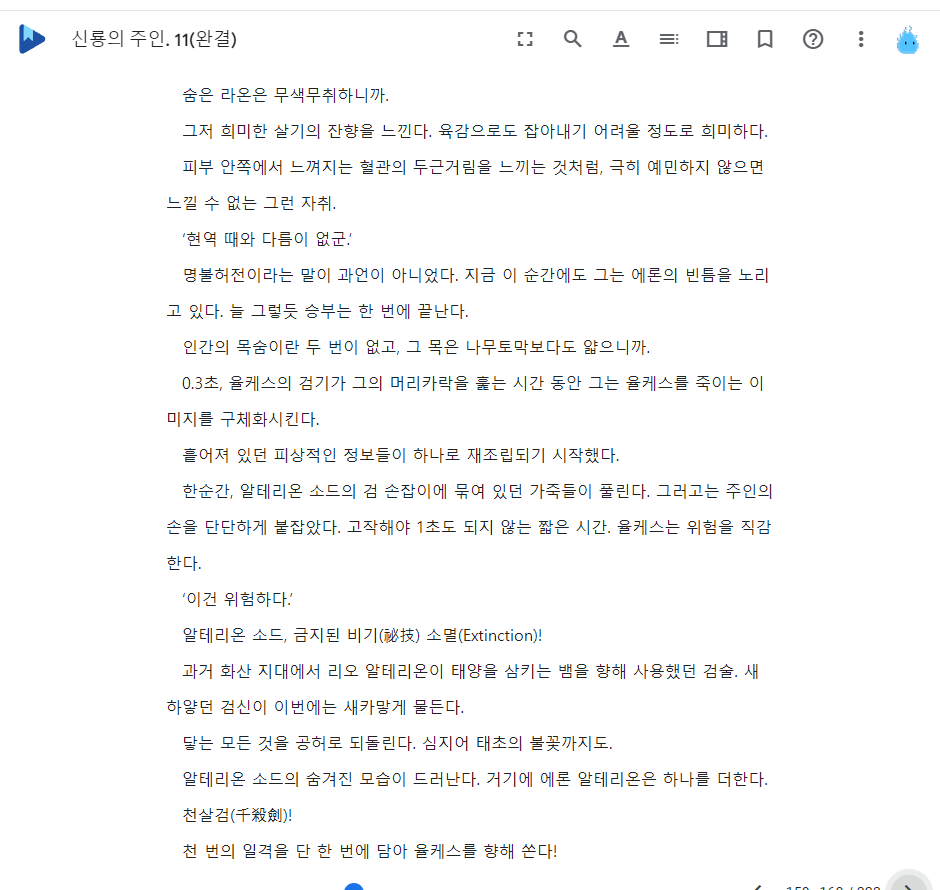 신룡의 주인. 11(완결)
숨은 라온은 무색무취하니까.
그저 희미한 살기의 잔향을 느낀다. 육감으로도 잡아내기 어려울 정도로 희미하다.
피부 안쪽에서 느껴지는 혈관의 두근거림을 느끼는 것처럼, 극히 예민하지 않으면
느낄 수 없는 그런 자취.
‘현역 때와 다름이 없군.’
명불허전이라는 말이 과언이 아니었다. 지금 이 순간에도 그는 에론의 빈틈을 노리
고 있다. 늘 그렇듯 승부는 한 번에 끝난다.
인간의 목숨이란 두 번이 없고, 그 목은 나무토막보다도 얇으니까.
0.3초, 율케스의 검기가 그의 머리카락을 훑는 시간 동안 그는 율케스를 죽이는 이
미지를 구체화시킨다.
흩어져 있던 피상적인 정보들이 하나로 재조립되기 시작했다.
한순간, 알테리온 소드의 검 손잡이에 묶여 있던 가죽들이 풀린다. 그러고는 주인의
손을 단단하게 붙잡았다. 고작해야 1초도 되지 않는 짧은 시간. 율케스는 위험을 직감
한다.
‘이건 위험하다.’
알테리온 소드, 금지된 비기(祕技) 소멸(Extinction)!
과거 화산 지대에서 리오 알테리온이 태양을 삼키는 뱀을 향해 사용했던 검술. 새
하얗던 검신이 이번에는 새카맣게 물든다.
닿는 모든 것을 공허로 되돌린다. 심지어 태초의 불꽃까지도.
알테리온 소드의 숨겨진 모습이 드러난다. 거기에 에론 알테리온은 하나를 더한다.
천살검(千殺劍)!
천 번의 일격을 단 한 번에 담아 율케스를 향해 쏜다!